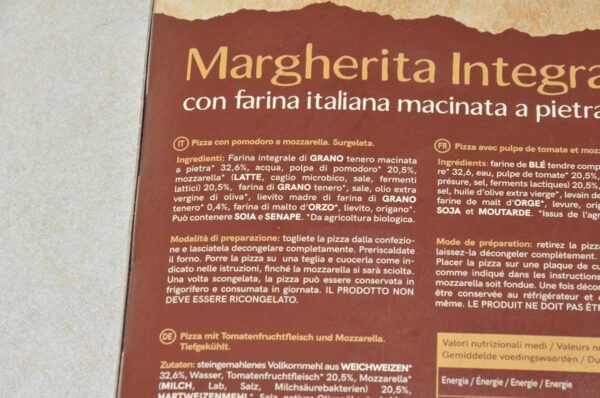 Margherita Integra
con farina italiana macinata a pietra
IT Pizza con pomodoro e mozzarella. Surgelata.
Ingredienti: Farina integrale di GRANO tenero macinata
a pietra* 32,6%, acqua, polpa di pomodoro* 20,5%,
mozzarella* (LATTE, caglio microbico, sale, fermenti
lattici) 20,5%, farina di GRANO tenero*, sale, olio extra
vergine di oliva*, lievito madre di farina di GRANO
tenero* 0,4%, farina di malto d'ORZO*, lievito, origano*.
Può contenere SOIA e SENAPE. *Da agricoltura biologica.
Modalità di preparazione: togliete la pizza dalla confezio-
ne e lasciatela decongelare completamente. Preriscaldate
il forno. Porre la pizza su una teglia e cuocerla come in-
dicato nelle istruzioni, finché la mozzarella si sarà sciolta.
Una volta scongelata, la pizza può essere conservata in
frigorifero e consumata in giornata. IL PRODOTTO NON
DEVE ESSERE RICONGELATO.
DE Pizza mit Tomatenfruchtfleisch und Mozzarella.
Tiefgekühlt.
Zutaten: steingemahlenes Vollkornmehl aus WEICHWEIZEN*
32,6%, Wasser, Tomatenfruchtfleisch* 20,5%, Mozzarella*
(MILCH, Lab, Salz, Milchsäurebakterien) 20,5%,
HARTWEIZENMEHL*, Salz,
FR Pizza avec pulpe de tomate et mozz
Ingrédients: farine de BLÉ tendre comp
re* 32,6, eau, pulpe de tomate* 20,5%,
présure, sel, ferments lactiques) 20,5%,
sel, huile d'olive extra vierge*, levain de
farine de malt d'ORGE*, levure, orig
SOJA et MOUTARDE. *Issus de l'agr
Mode de préparation: retirez la pizz
laissez-la décongeler complètement.
Placer la pizza sur une plaque de cu
comme indiqué dans les instructions
mozzarella soit fondue. Une fois décon
être conservée au réfrigérateur et c
même. LE PRODUIT NE DOIT PAS ÊTR
Valori nutrizionali medi / Valeurs n
Gemiddelde voedingswaarden / Du
Energia / Énergie / Energie / Energie